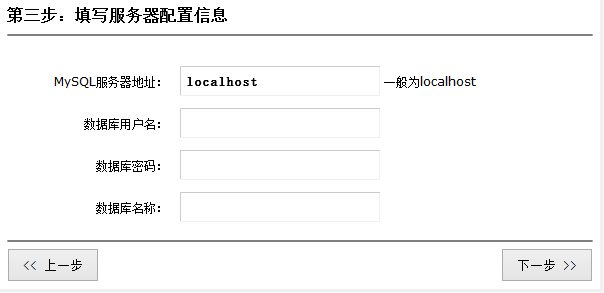 第三步：填写服务器配置信息
MySQL服务器地址： localhost 一般为localhost
数据库用户名：
数据库密码：
数据库名称：
上一步 下一步 >>